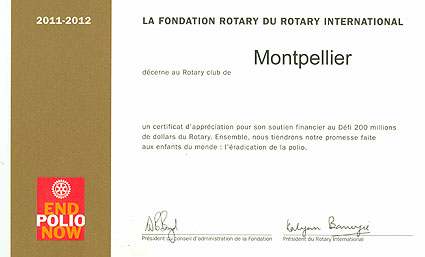 2011-2012
LA FONDATION ROTARY DU ROTARY INTERNATIONAL
Montpellier
décerne au Rotary club de
un certificat d'appréciation pour son soutien financier au Défi 200 millions
de dollars du Rotary. Ensemble, nous tiendrons notre promesse faite
aux enfants du monde : l'éradication de la polio.
END
POLIO
NOW
Kalyan Banerjee
Président du Conseil d'administration de la Fondation
Président du Rotary International